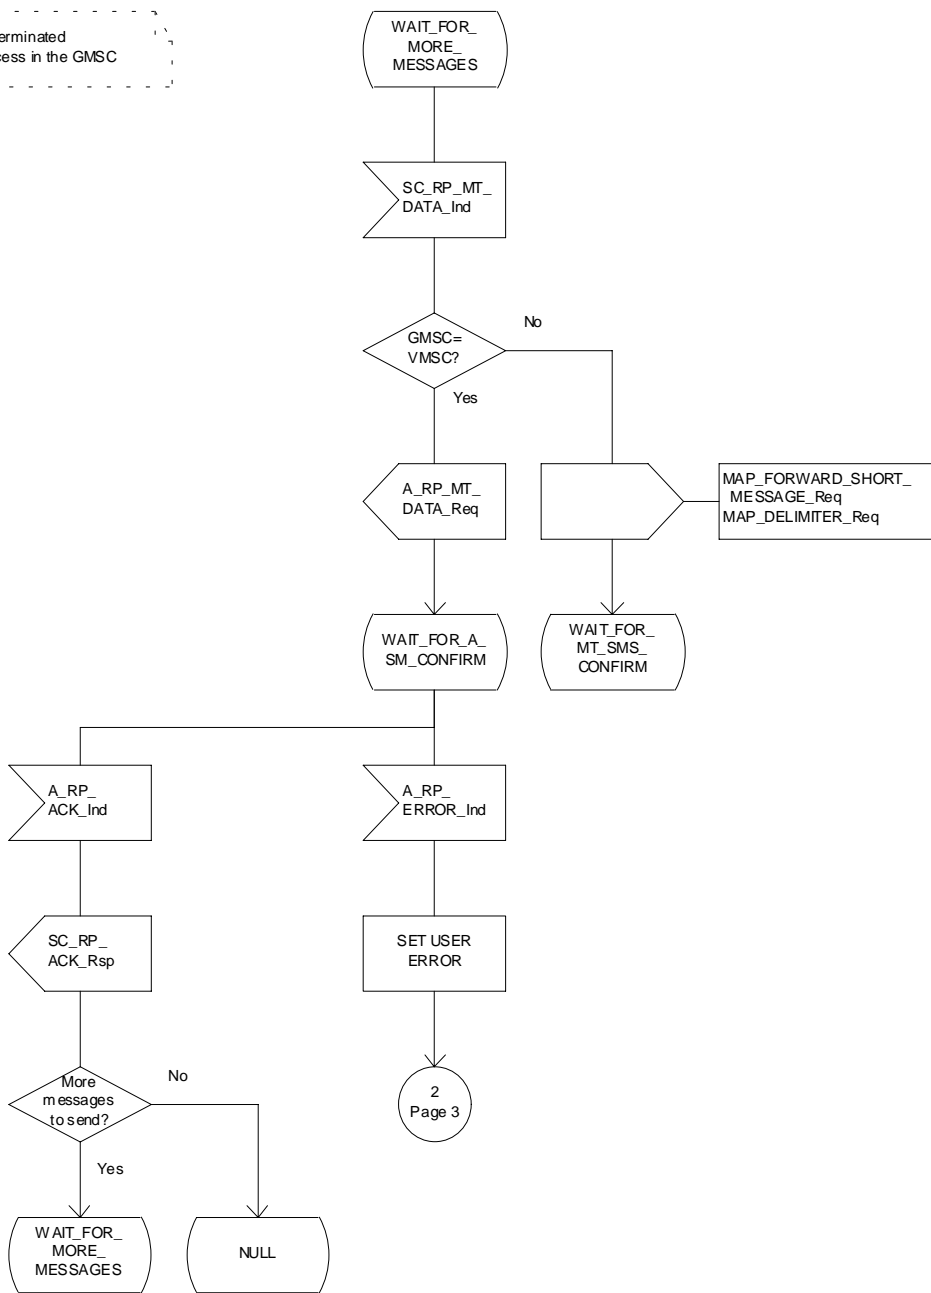 erminated
cess in the GMSC
WAIT_FOR_
MORE_
MESSAGES
SC_RP_MT_
DATA_Ind
GMSC=
VMSC?
No
Yes
A_RP_MT_
DATA_Req
MAP_FORWARD_SHORT_
MESSAGE_Req
MAP_DELIMITER_Req
WAIT_FOR_A_
SM_CONFIRM
WAIT_FOR_
MT_SMS_
CONFIRM
A_RP_
ACK_Ind
A_RP_
ERROR_Ind
SC_RP_
ACK_Rsp
SET USER
ERROR
More
messages
to send?
No
Yes
2
Page 3
WAIT_FOR_
MORE_
MESSAGES
NULL